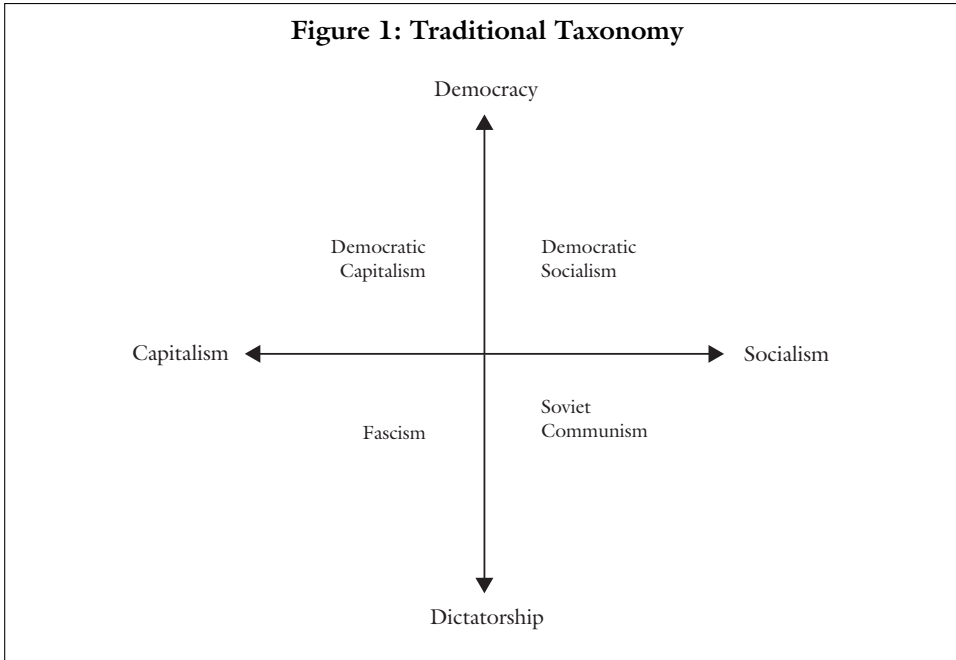 Figure 1: Traditional Taxonomy
Democracy
Democratic
Capitalism
Democratic
Socialism
Capitalism
Socialism
Fascism
Soviet
Communism
Dictatorship